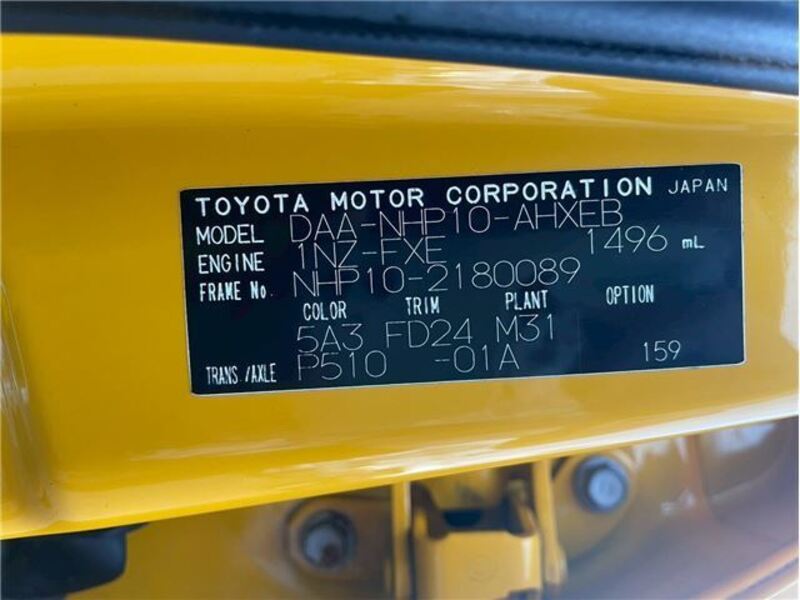 TOYOTA MOTOR CORPORATION JAPAN
MODEL DAA-NHP10-AHXEB
ENGINE 1NZ-FXE 1496 mL
FRAME No. NHP10-2180089
COLOR TRIM PLANT OPTION
5A3 FD24 M31
TRANS./AXLE P510 -01A 159